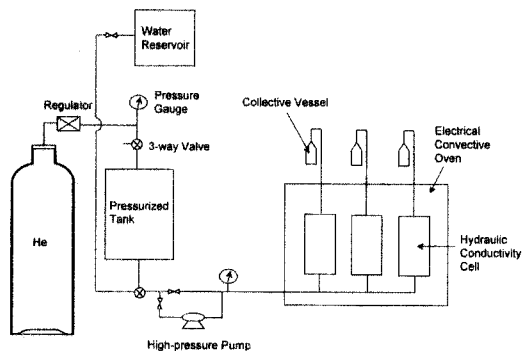 Water
Reservoir
Pressure
Gauge
Regulator
3-way Valve
Collective Vessel
Electrical
Convective
Oven
Pressurized
Tank
He
Hydraulic
Conductivity
Cell
High-pressure Pump